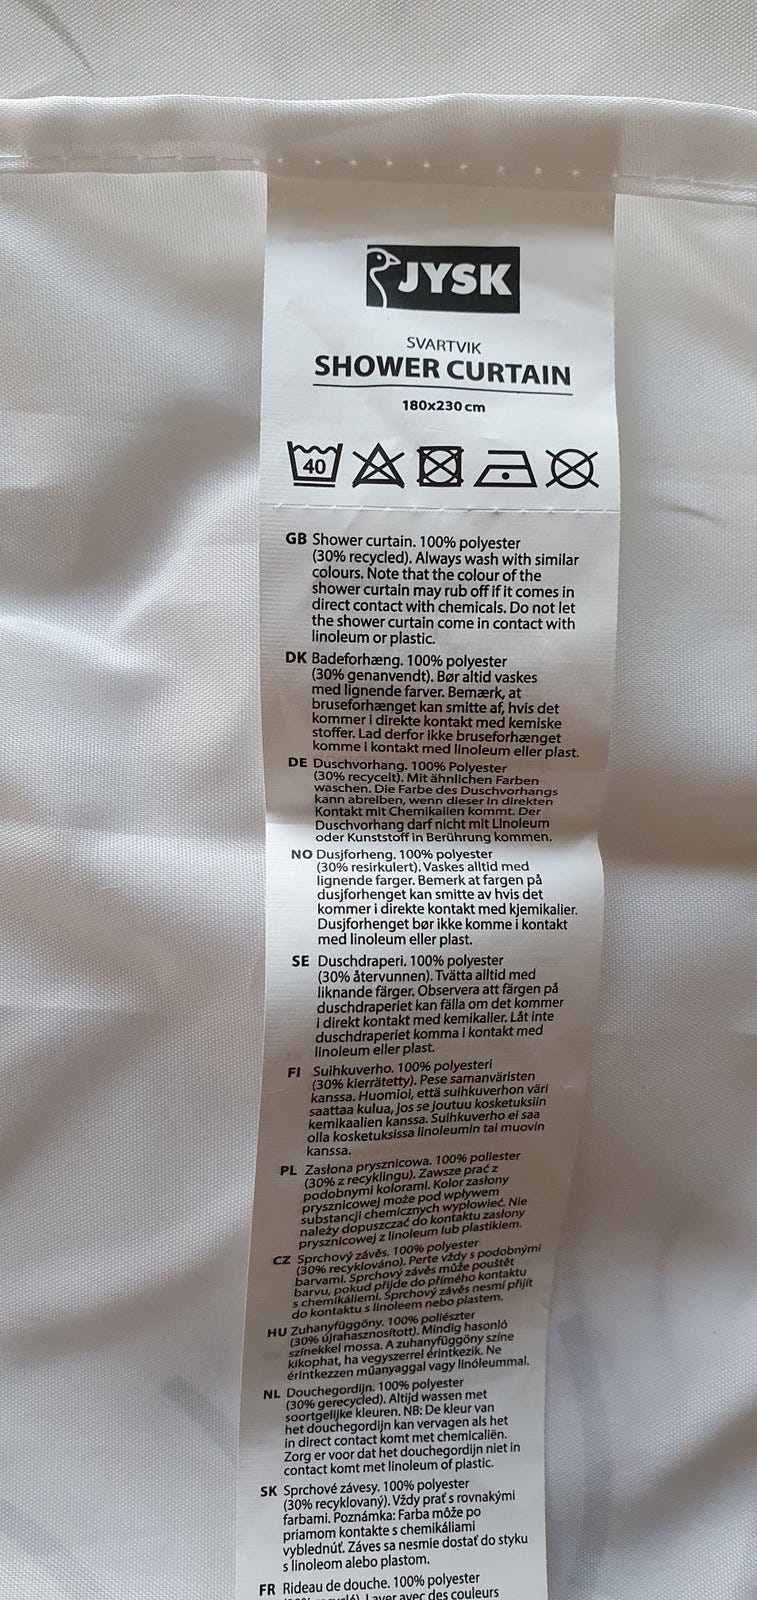 JYSK
SVARTVIK
SHOWER CURTAIN
180x230 cm
40
GB Shower curtain. 100% polyester
(30% recycled). Always wash with similar
colours. Note that the colour of the
shower curtain may rub off if it comes in
direct contact with chemicals. Do not let
the shower curtain come in contact with
linoleum or plastic.
DK Badeforhæng. 100% polyester
(30% genanvendt). Bør altid vaskes
med lignende farver. Bemærk, at
bruseforhænget kan smitte af, hvis det
kommer i direkte kontakt med kemiske
stoffer. Lad derfor ikke bruseforhænget
komme i kontakt med linoleum eller plast.
DE Duschvorhang. 100% Polyester
(30% recycelt). Mit ähnlichen Farben
waschen. Die Farbe des Duschvorhangs
kann abreiben, wenn dieser in direkten
Kontakt mit Chemikalien kommt. Der
Duschvorhang darf nicht mit Linoleum
oder Kunststoff in Berührung kommen.
NO Dusjforheng. 100% polyester
(30% resirkulert). Vaskes alltid med
lignende farger. Bemerk at fargen på
dusjforhenget kan smitte av hvis det
kommer i direkte kontakt med kjemikalier.
Dusjforhenget bør ikke komme i kontakt
med linoleum eller plast.
SE Duschdraperi. 100% polyester
(30% återvunnen). Tvätta alltid med
liknande färger. Observera att färgen på
duschdraperiet kan fälla om det kommer
i direkt kontakt med kemikalier. Låt inte
duschdraperiet komma i kontakt med
linoleum eller plast.
FI Suihkuverho. 100% polyesteri
(30% kierrätetty). Pese samanväristen
kanssa. Huomioi, että suihkuverhon väri
saattaa kulua, jos se joutuu kosketuksiin
kemikaalien kanssa. Suihkuverho ei saa
olla kosketuksissa linoleumin tai muovin
kanssa.
PL Zasłona prysznicowa. 100% poliester
(30% z recyklingu). Zawsze prać z
podobnymi kolorami. Kolor zasłony
prysznicowej może pod wpływem
substancji chemicznych wypłowieć. Nie
należy dopuszczać do kontaktu zasłony
prysznicowej z linoleum lub plastikiem.
CZ Sprchový závěs. 100% polyester
(30% recyklováno). Perte vždy s podobnými
barvami. Sprchový závěs může pouštět
barvu, pokud přijde do přímého kontaktu
s chemikáliemi. Sprchový závěs nesmí přijít
do kontaktu s linoleem nebo plastem.
HU Zuhanyfüggöny. 100% poliészter
(30% újrahasznosított). Mindig hasonló
színekkel mossa. A zuhanyfüggöny színe
kikophat, ha vegyszerrel érintkezik. Ne
érintkezzen műanyaggal vagy linóleummal.
NL Douchegordijn. 100% polyester
(30% gerecycled). Altijd wassen met
soortgelijke kleuren. NB: De kleur van
het douchegordijn kan vervagen als het
in direct contact komt met chemicaliën.
Zorg er voor dat het douchegordijn niet in
contact komt met linoleum of plastic.
SK Sprchové závesy. 100% polyester
(30% recyklovaný). Vždy prať s rovnakými
farbami. Poznámka: Farba môže po
priamom kontakte s chemikáliami
vyblednúť. Záves sa nesmie dostať do styku
s linoleom alebo plastom.
FR Rideau de douche. 100% polyester
Laver avec des couleurs